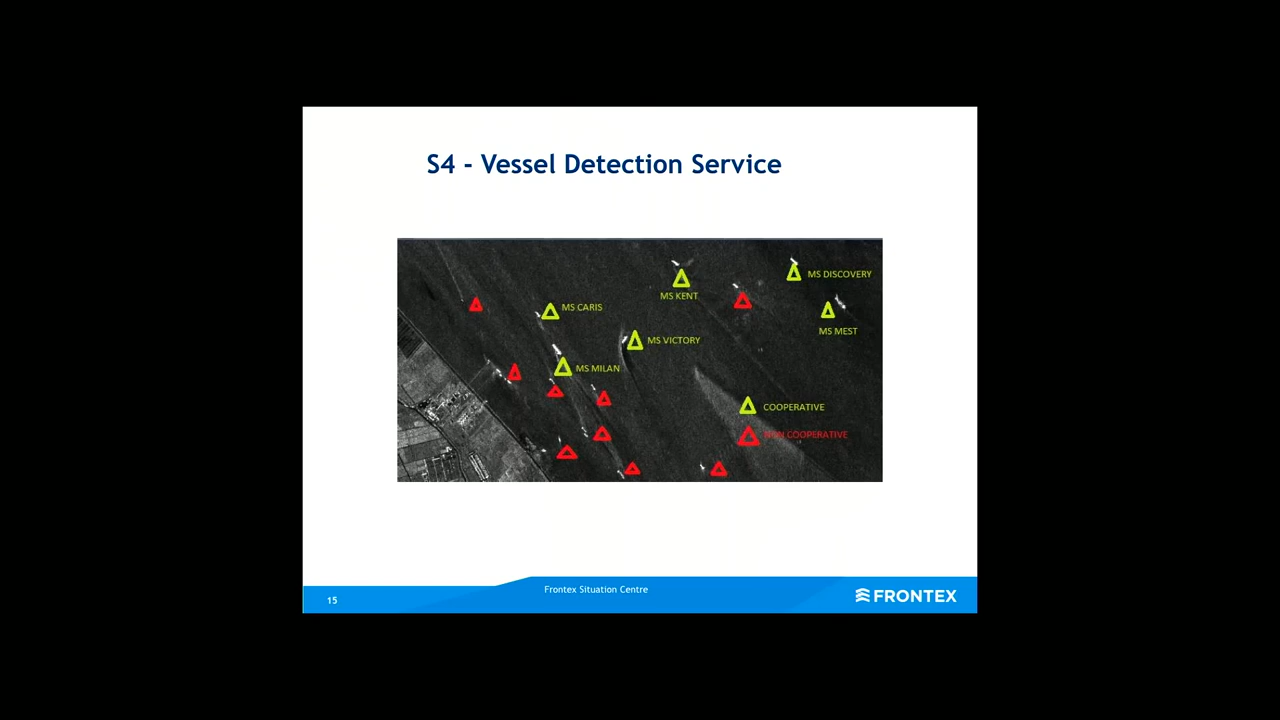 S4 - Vessel Detection Service
MS DISCOVERY
MS KENT
MS CARIS
MS MEST
MS VICTORY
MS MILAN
COOPERATIVE
NON COOPERATIVE
Frontex Situation Centre
15
FRONTEX